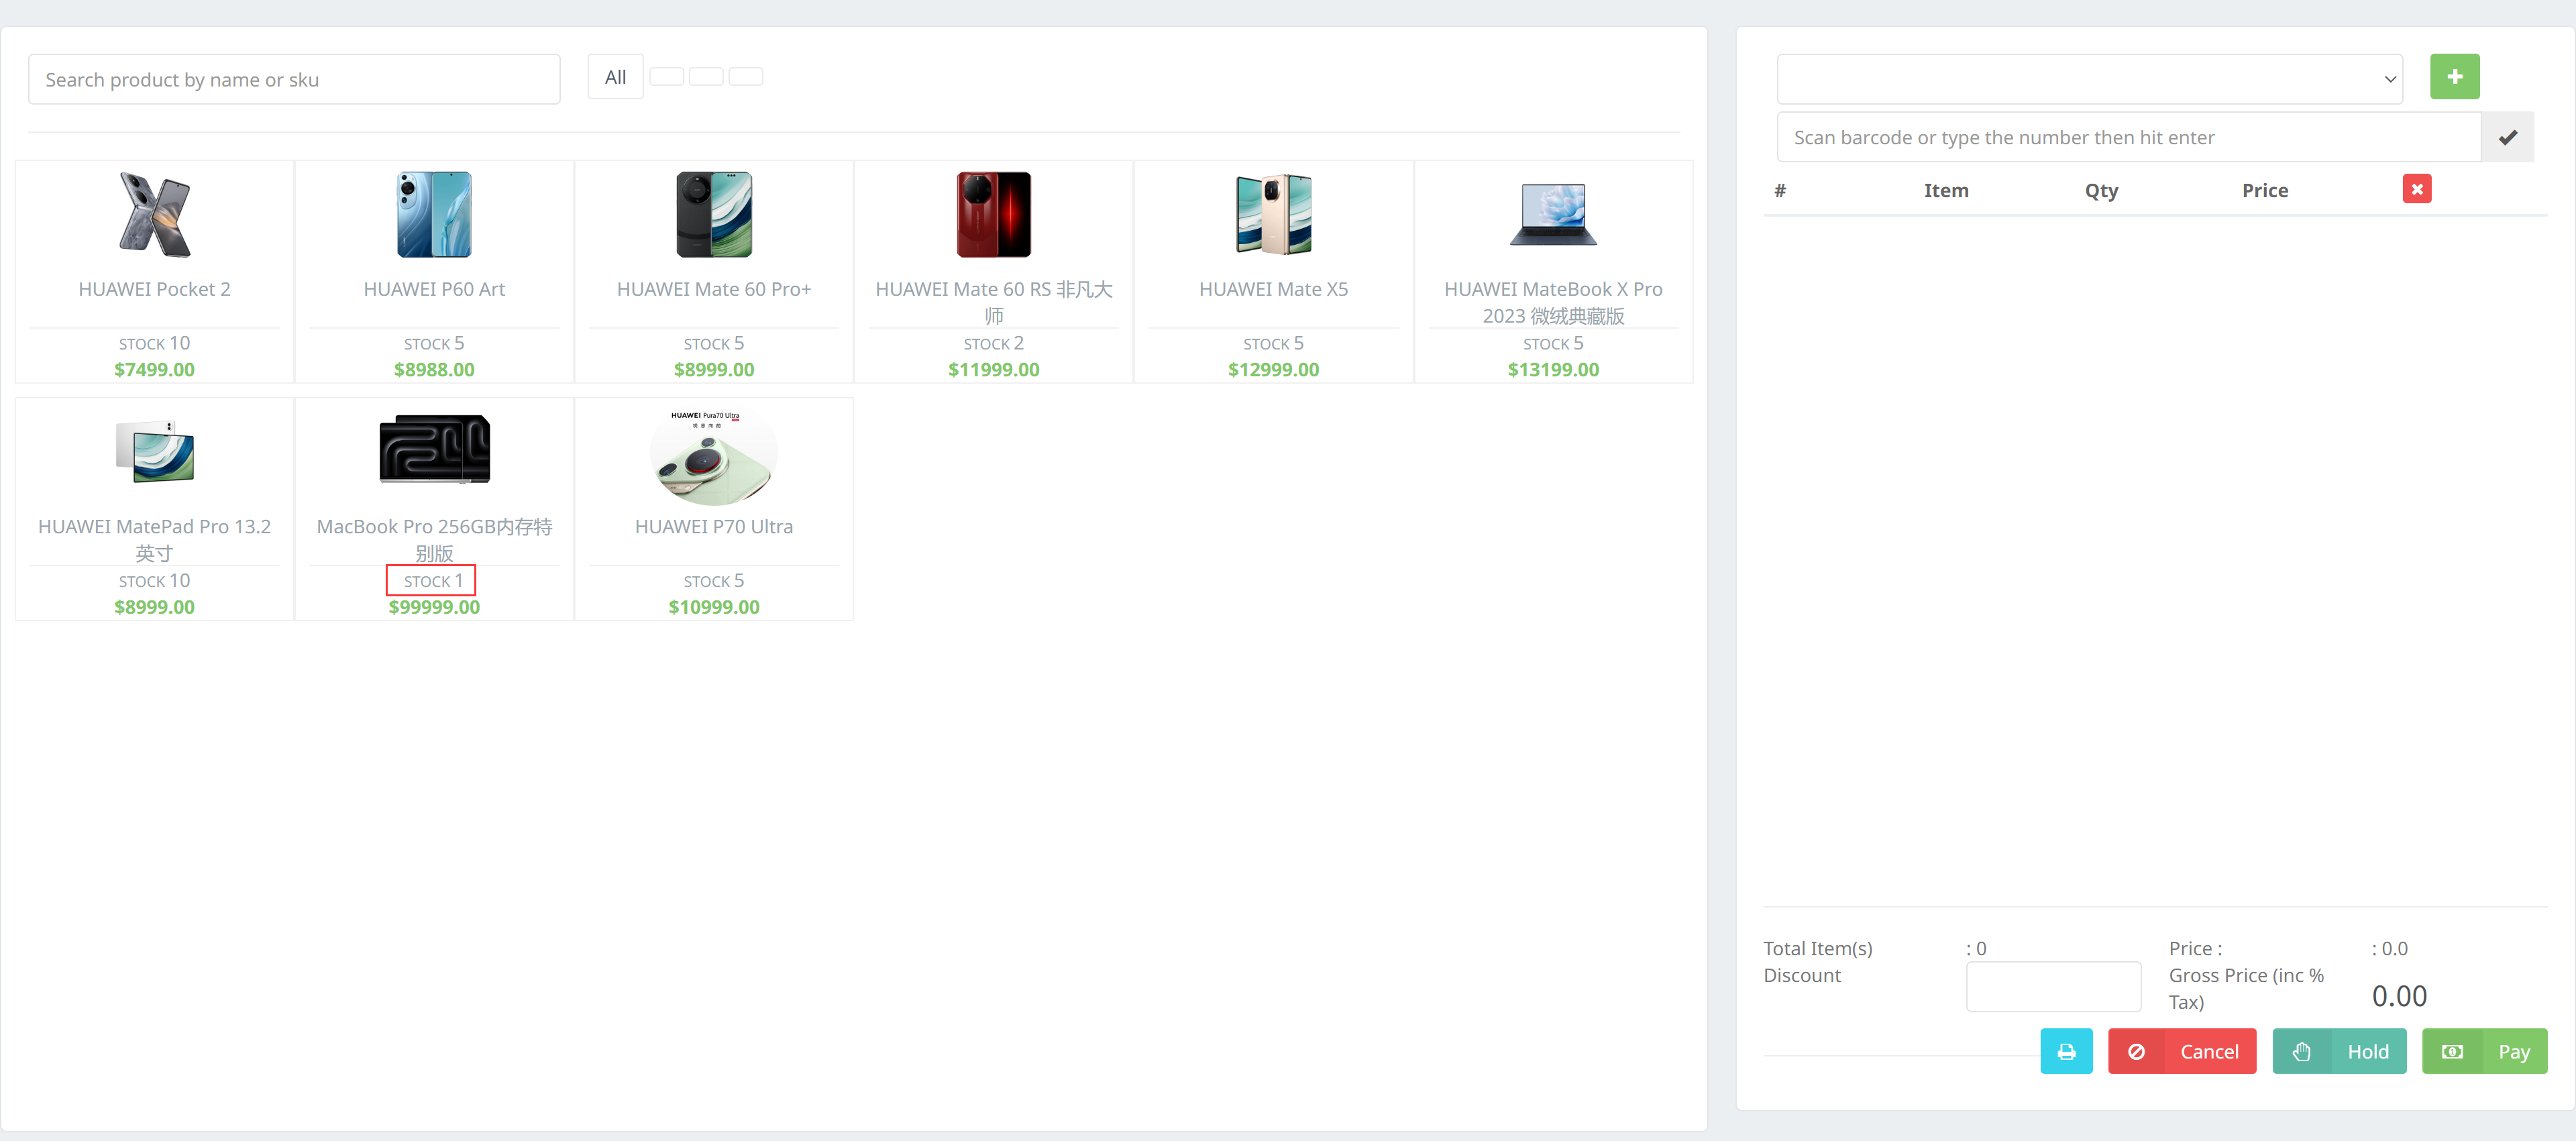 Search product by name or sku
All
HUAWEI Pocket 2
STOCK 10
$7499.00
HUAWEI P60 Art
STOCK 5
$8988.00
HUAWEI Mate 60 Pro+
STOCK 5
$8999.00
HUAWEI Mate 60 RS 非凡大
师
STOCK 2
$11999.00
HUAWEI Mate X5
STOCK 5
$12999.00
HUAWEI MateBook X Pro
2023 微绒典藏版
STOCK 5
$13199.00
HUAWEI MatePad Pro 13.2
英寸
STOCK 10
$8999.00
MacBook Pro 256GB内存特
别版
STOCK 1
$99999.00
HUAWEI Pura70 Ultra
HUAWEI P70 Ultra
STOCK 5
$10999.00
Scan barcode or type the number then hit enter
# Item Qty Price
Total Item(s) : 0 Price : : 0.0
Discount Gross Price (inc %
Tax) 0.00
Cancel Hold Pay